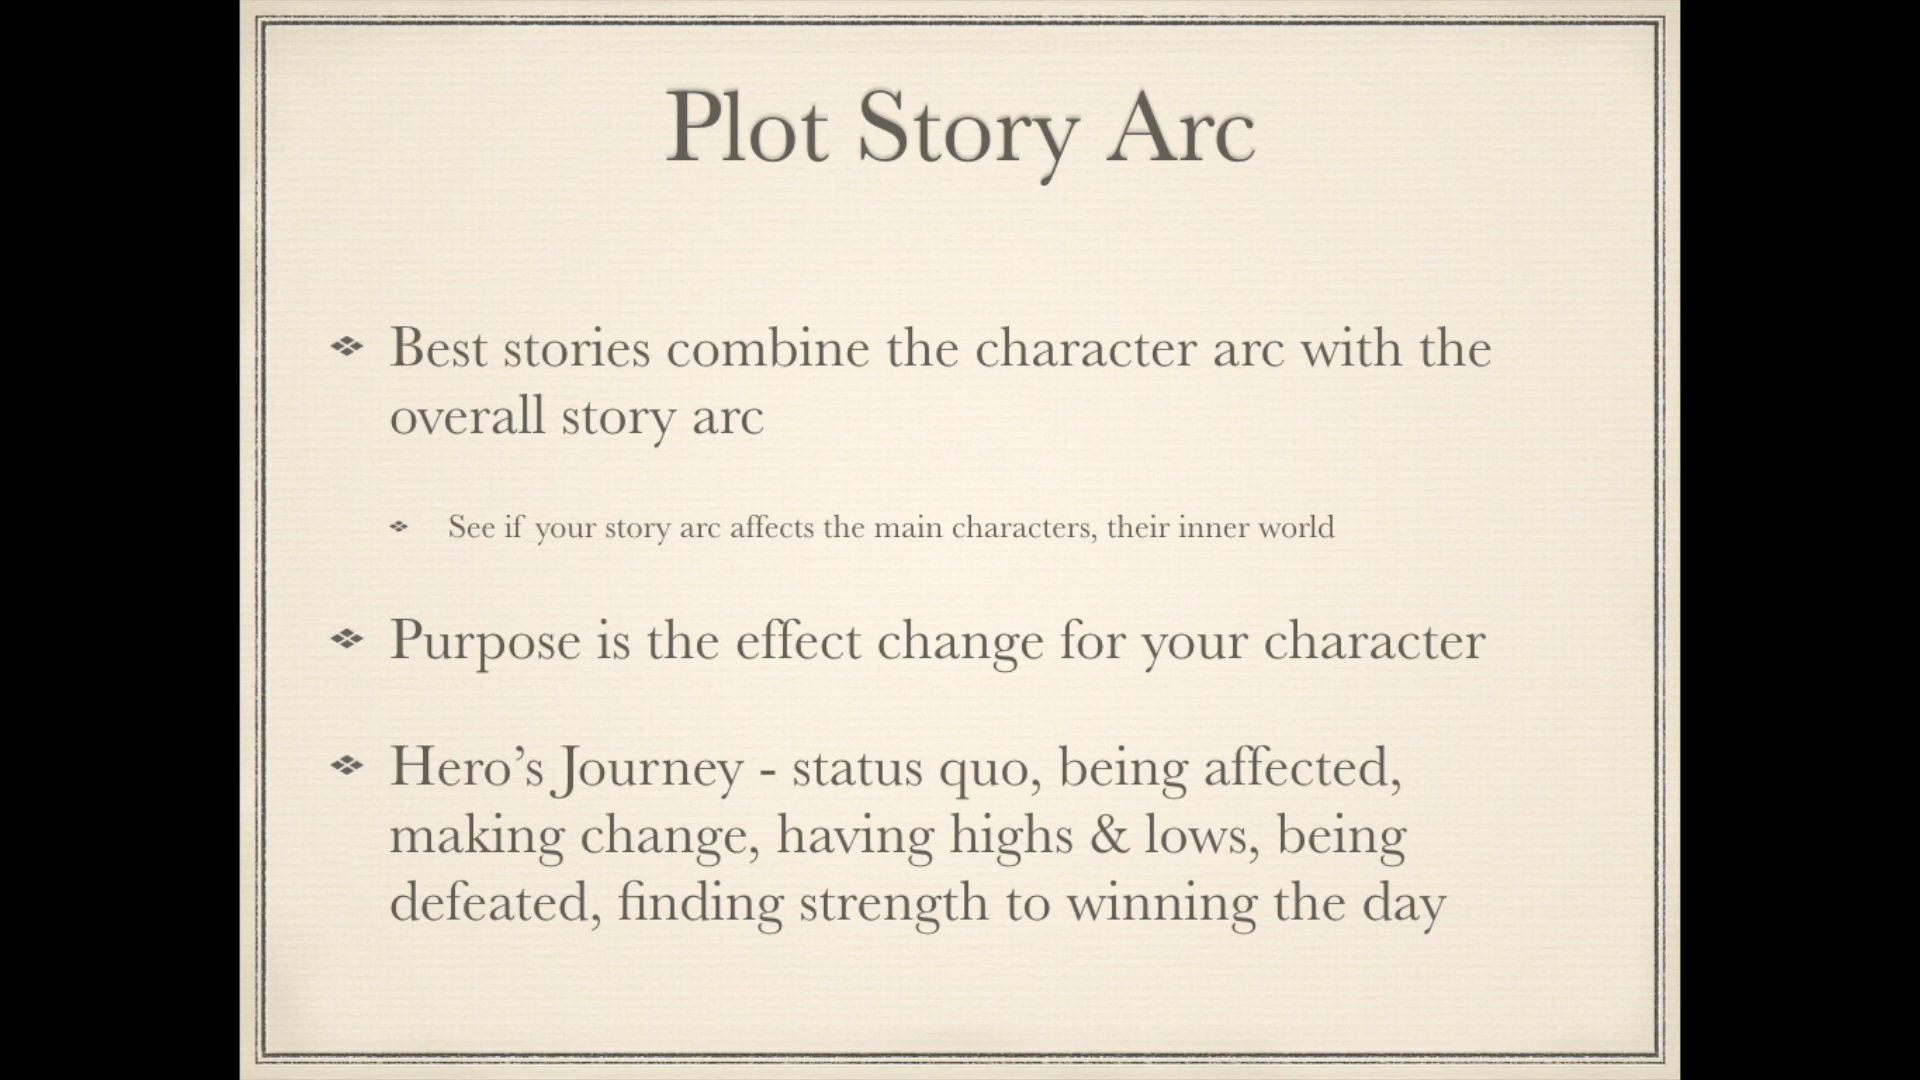 Plot Story Arc
Best stories combine the character arc with the
overall story arc
See if your story arc affects the main characters, their inner world
Purpose is the effect change for your character
Hero’s Journey - status quo, being affected,
making change, having highs & lows, being
defeated, finding strength to winning the day